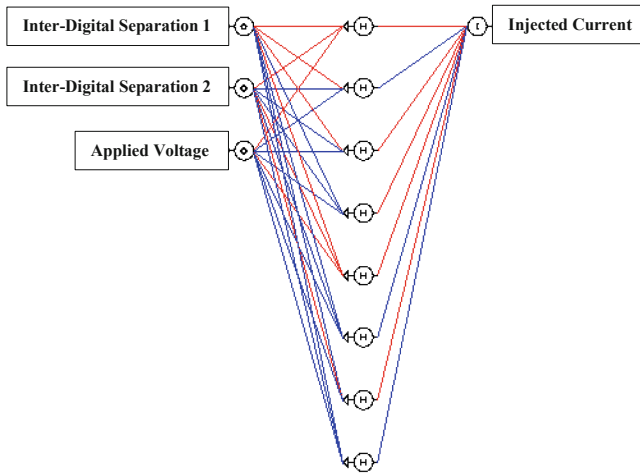 Inter-Digital Separation 1
Injected Current
Inter-Digital Separation 2
Applied Voltage
H
H
H
H
H
H
H
H